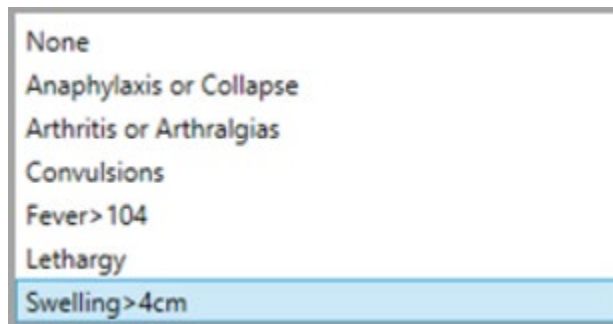 None
Anaphylaxis or Collapse
Arthritis or Arthralgias
Convulsions
Fever>104
Lethargy
Swelling>4cm